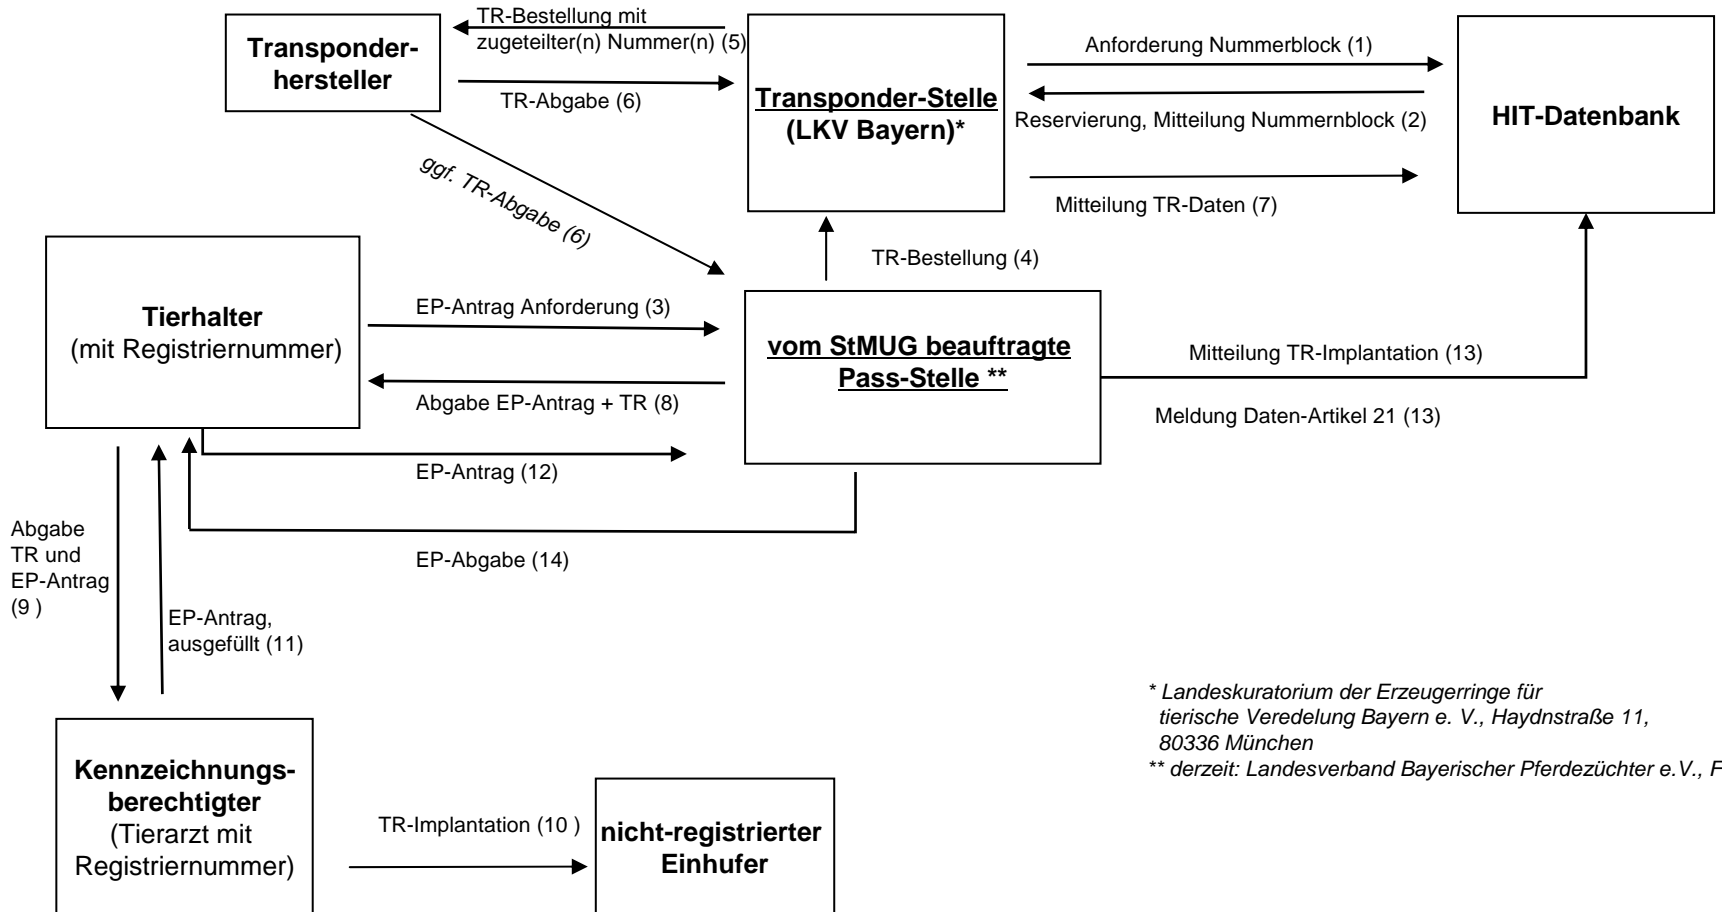 Transponder-
hersteller
TR-Bestellung mit
zugeteilter(n) Nummer(n) (5)
TR-Abgabe (6)
Transponder-Stelle
(LKV Bayern)*
Anforderung Nummerblock (1)
Reservierung, Mitteilung Nummernblock (2)
Mitteilung TR-Daten (7)
HIT-Datenbank
ggf. TR-Abgabe (6)
TR-Bestellung (4)
Tierhalter
(mit Registriernummer)
EP-Antrag Anforderung (3)
Abgabe EP-Antrag + TR (8)
EP-Antrag (12)
vom StMUG beauftragte
Pass-Stelle **
Mitteilung TR-Implantation (13)
Meldung Daten-Artikel 21 (13)
EP-Abgabe (14)
Abgabe
TR und
EP-Antrag
(9 )
EP-Antrag,
ausgefüllt (11)
Kennzeichnungs-
berechtigter
(Tierarzt mit
Registriernummer)
TR-Implantation (10 )
nicht-registrierter
Einhufer
* Landeskuratorium der Erzeugerringe für
tierische Veredelung Bayern e. V., Haydnstraße 11,
80336 München
** derzeit: Landesverband Bayerischer Pferdezüchter e.V., F